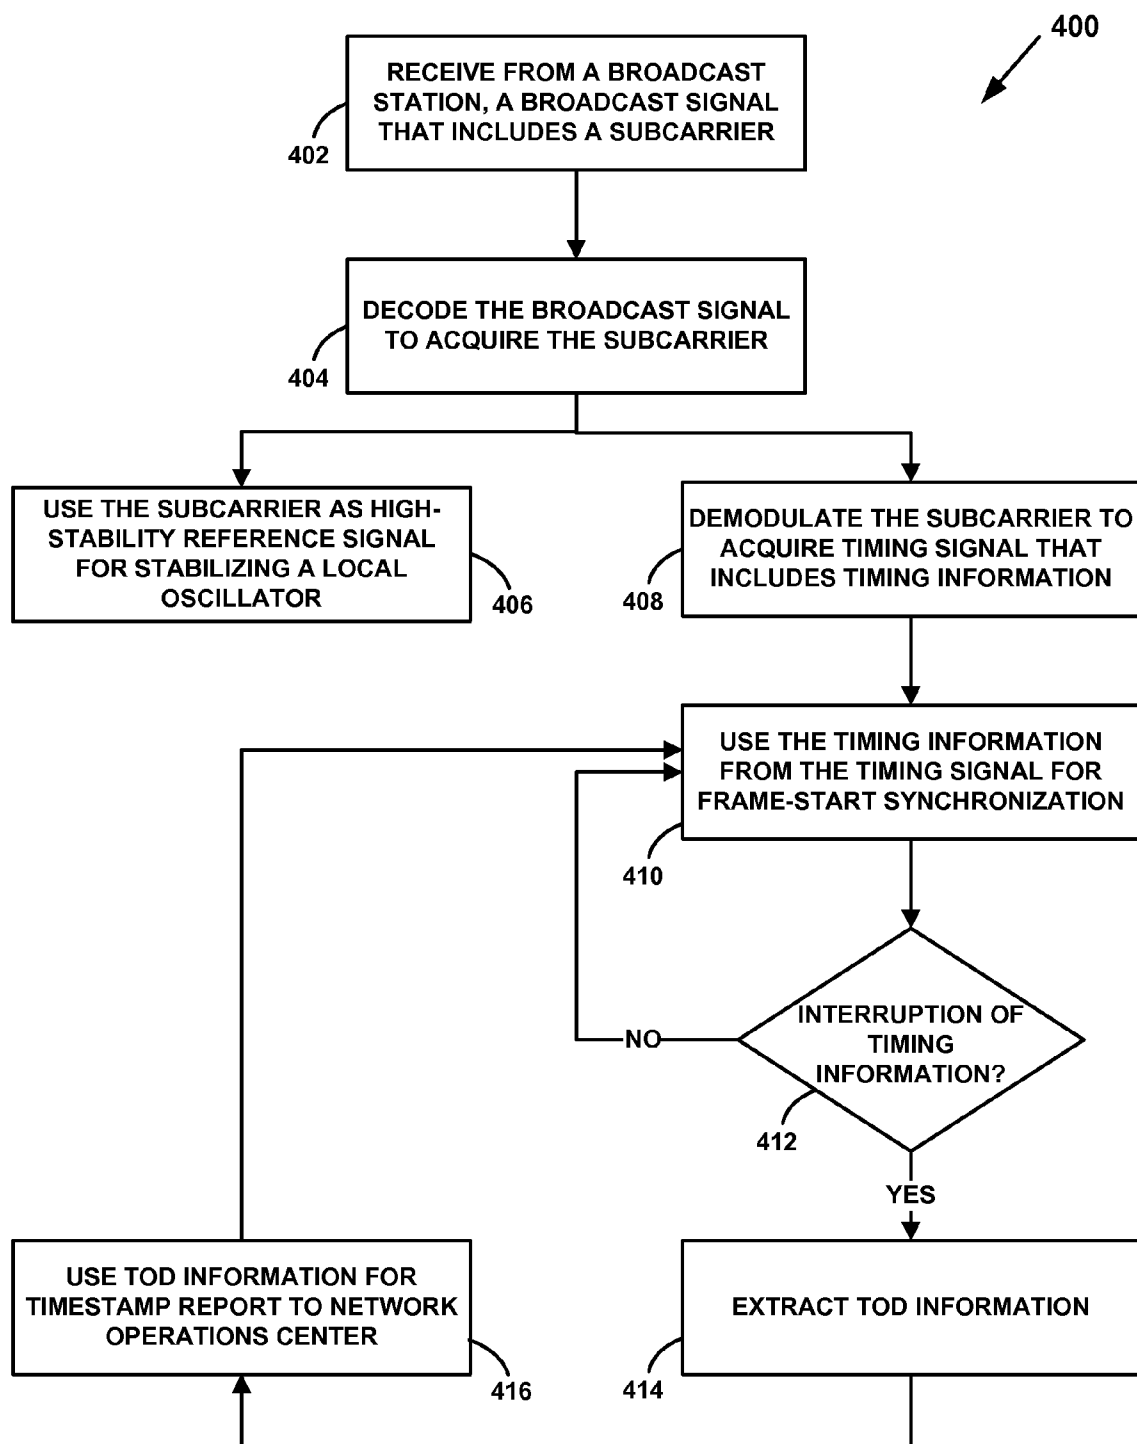 400
RECEIVE FROM A BROADCAST
STATION, A BROADCAST SIGNAL
THAT INCLUDES A SUBCARRIER
402
DECODE THE BROADCAST SIGNAL
TO ACQUIRE THE SUBCARRIER
404
USE THE SUBCARRIER AS HIGH-
STABILITY REFERENCE SIGNAL
FOR STABILIZING A LOCAL
OSCILLATOR
406
DEMODULATE THE SUBCARRIER TO
ACQUIRE TIMING SIGNAL THAT
INCLUDES TIMING INFORMATION
408
USE THE TIMING INFORMATION
FROM THE TIMING SIGNAL FOR
FRAME-START SYNCHRONIZATION
410
INTERRUPTION OF
TIMING
INFORMATION?
412
NO
YES
EXTRACT TOD INFORMATION
414
USE TOD INFORMATION FOR
TIMESTAMP REPORT TO NETWORK
OPERATIONS CENTER
416